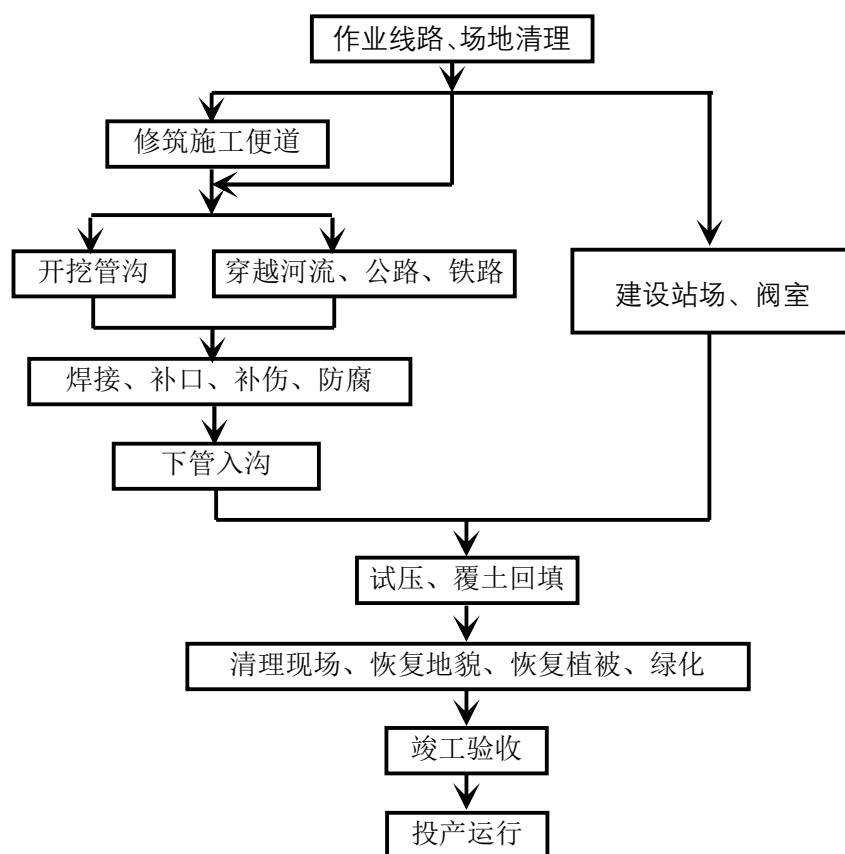 作业线路、场地清理
修筑施工便道
开挖管沟
穿越河流、公路、铁路
建设站场、阀室
焊接、补口、补伤、防腐
下管入沟
试压、覆土回填
清理现场、恢复地貌、恢复植被、绿化
竣工验收
投产运行